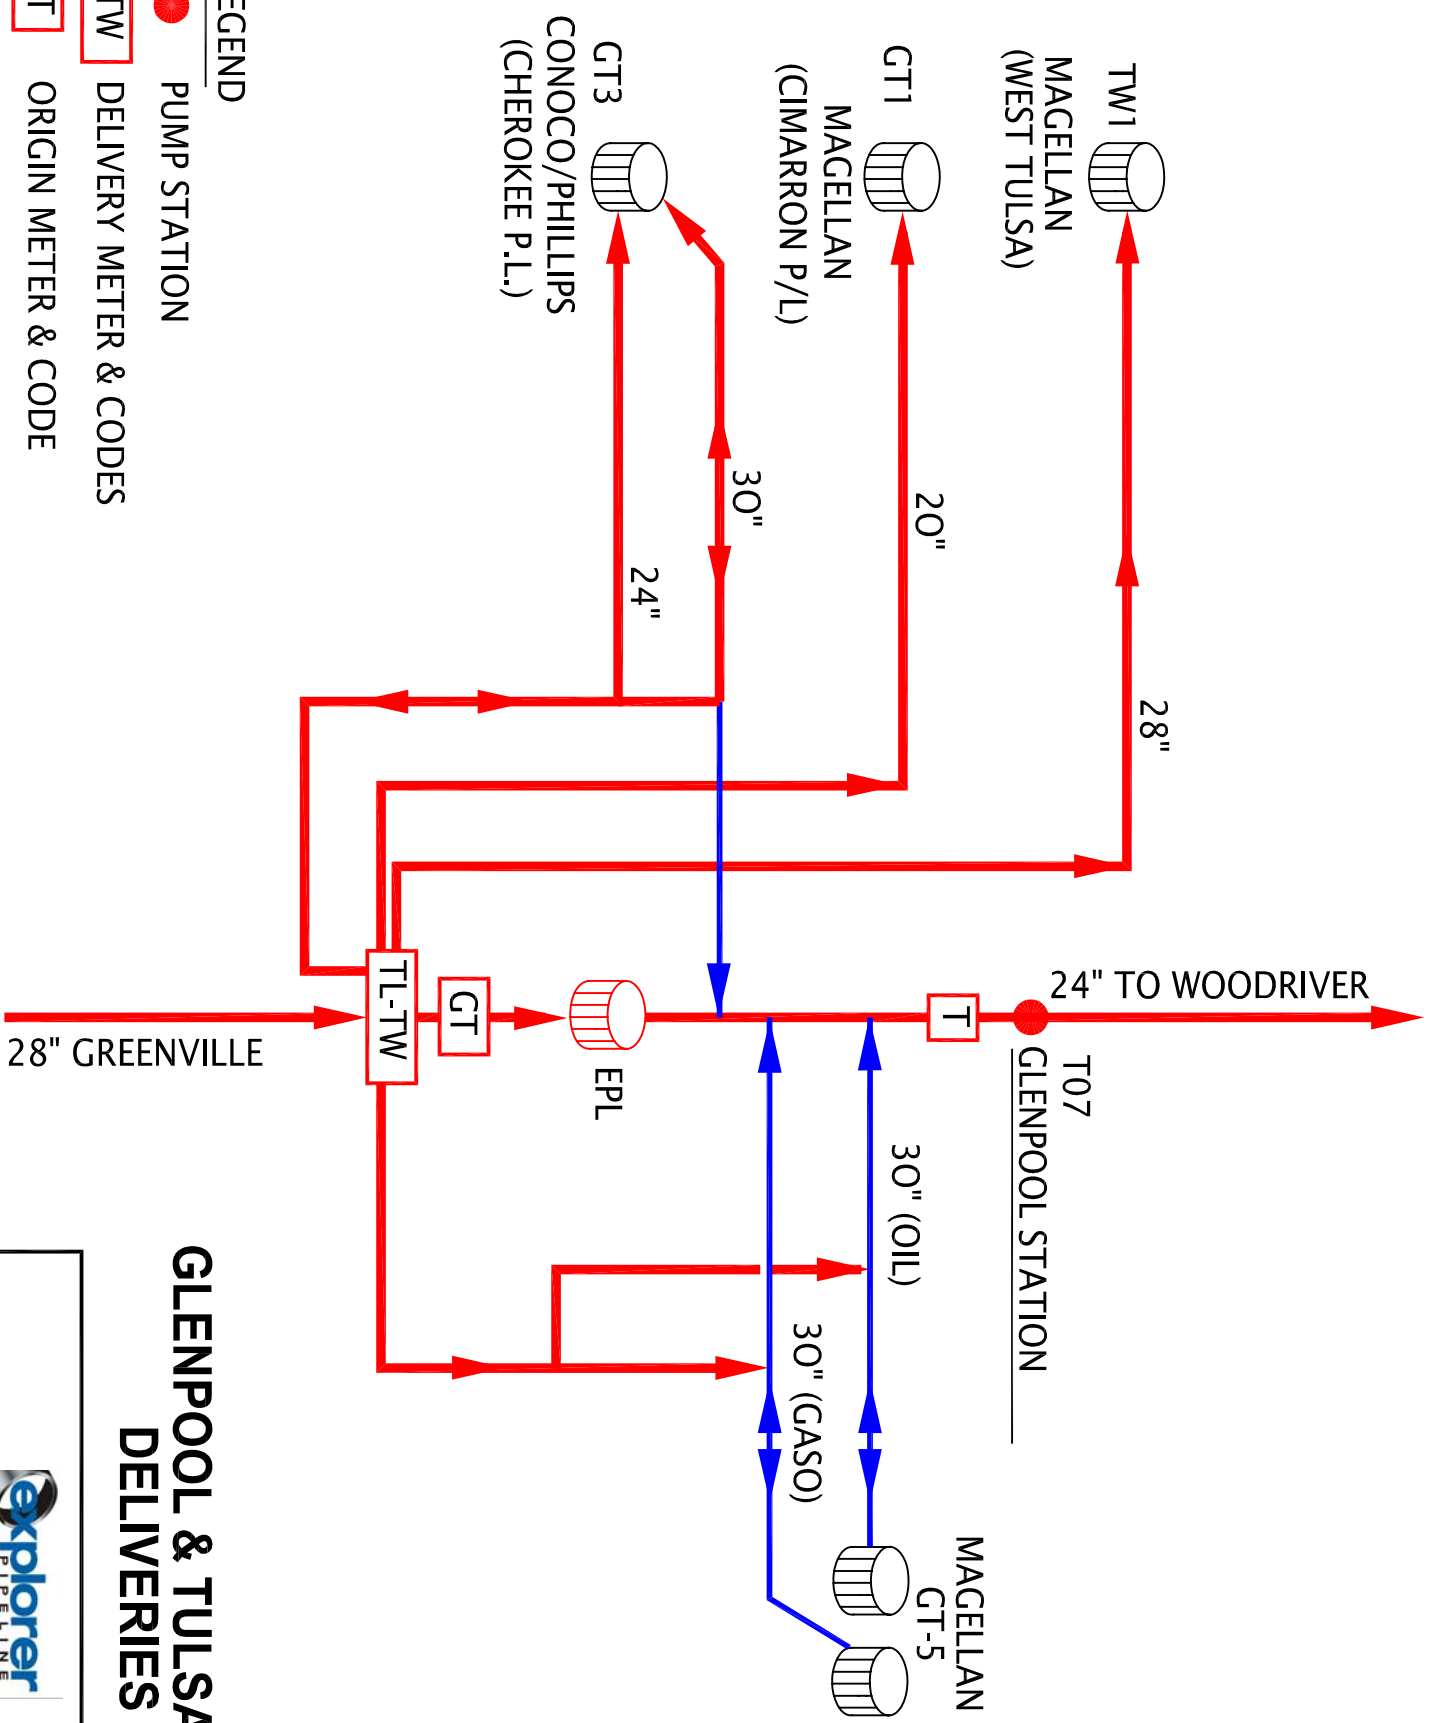 TW1
MAGELLAN
(WEST TULSA)
GT1
MAGELLAN
(CIMARRON P/L)
GT3
CONOCO/PHILLIPS
(CHEROKEE P.L.)
28"
20"
30"
24"
24" TO WOODRIVER
T07
GLENPOOL STATION
T
EPL
GT
TL-TW
28" GREENVILLE
30" (OIL)
30" (GASO)
MAGELLAN
GT-5
EGEND
PUMP STATION
TW
DELIVERY METER & CODES
T
ORIGIN METER & CODE
GLENPOOL & TULSA
DELIVERIES
explorer
PIPELINE